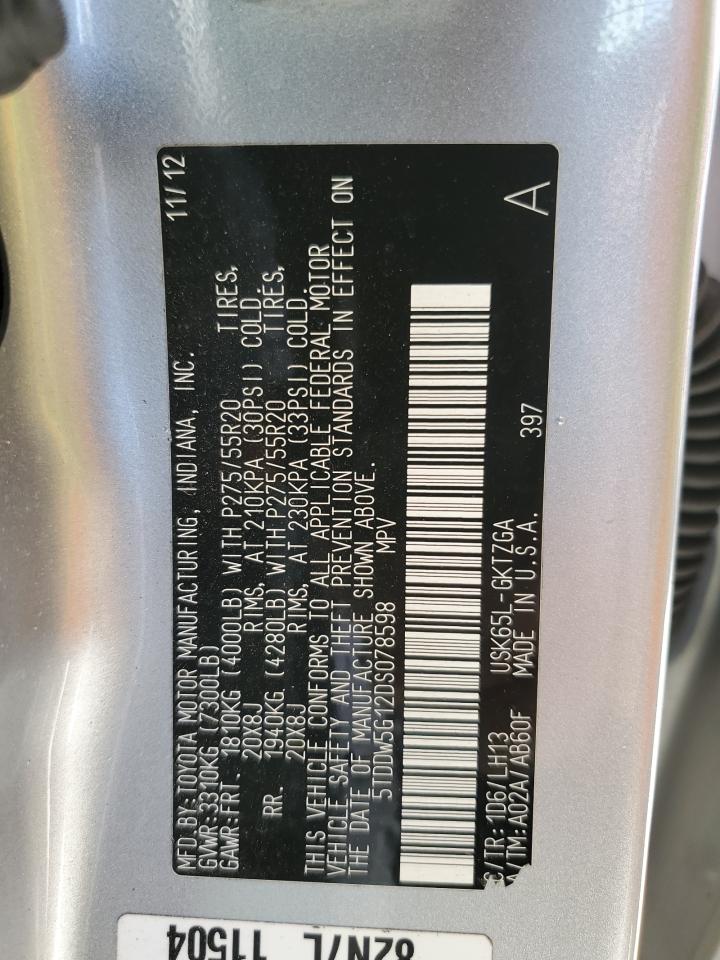 MFD.BY:TOYOTA MOTOR MANUFACTURING, INDIANA, INC. 11/12
GVWR:3310KG (7300LB)
GAWR:FRT. 1810KG (4000LB) WITH P275/55R20 TIRES,
20X8J RIMS, AT 210KPA (30PSI) COLD.
RR. 1940KG (4280LB) WITH P275/55R20 TIRES,
20X8J RIMS, AT 230KPA (33PSI) COLD.
THIS VEHICLE CONFORMS TO ALL APPLICABLE FEDERAL MOTOR
VEHICLE SAFETY AND THEFT PREVENTION STANDARDS IN EFFECT ON
THE DATE OF MANUFACTURE SHOWN ABOVE.
5TDDW5G12DS078598 MPV
C/TR:1D6/LH13 USK65L-GKTZGA 397 A
A/TM:A02A/AB60F MADE IN U.S.A.
82N7L
11504